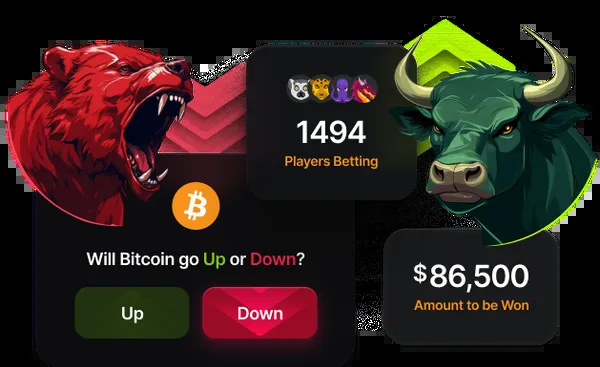 1494
Players Betting
Will Bitcoin go Up or Down?
Up
Down
$86,500
Amount to be Won